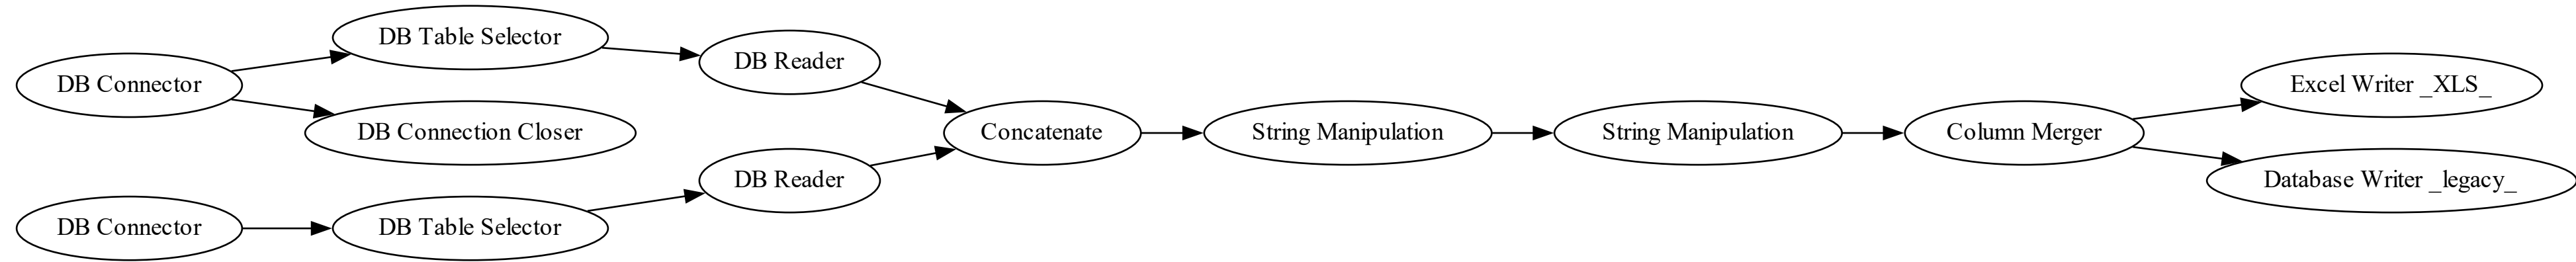 DB Connector
DB Table Selector
DB Connection Closer
DB Reader
DB Connector
DB Table Selector
DB Reader
Concatenate
String Manipulation
String Manipulation
Column Merger
Excel Writer _XLS_
Database Writer _legacy_